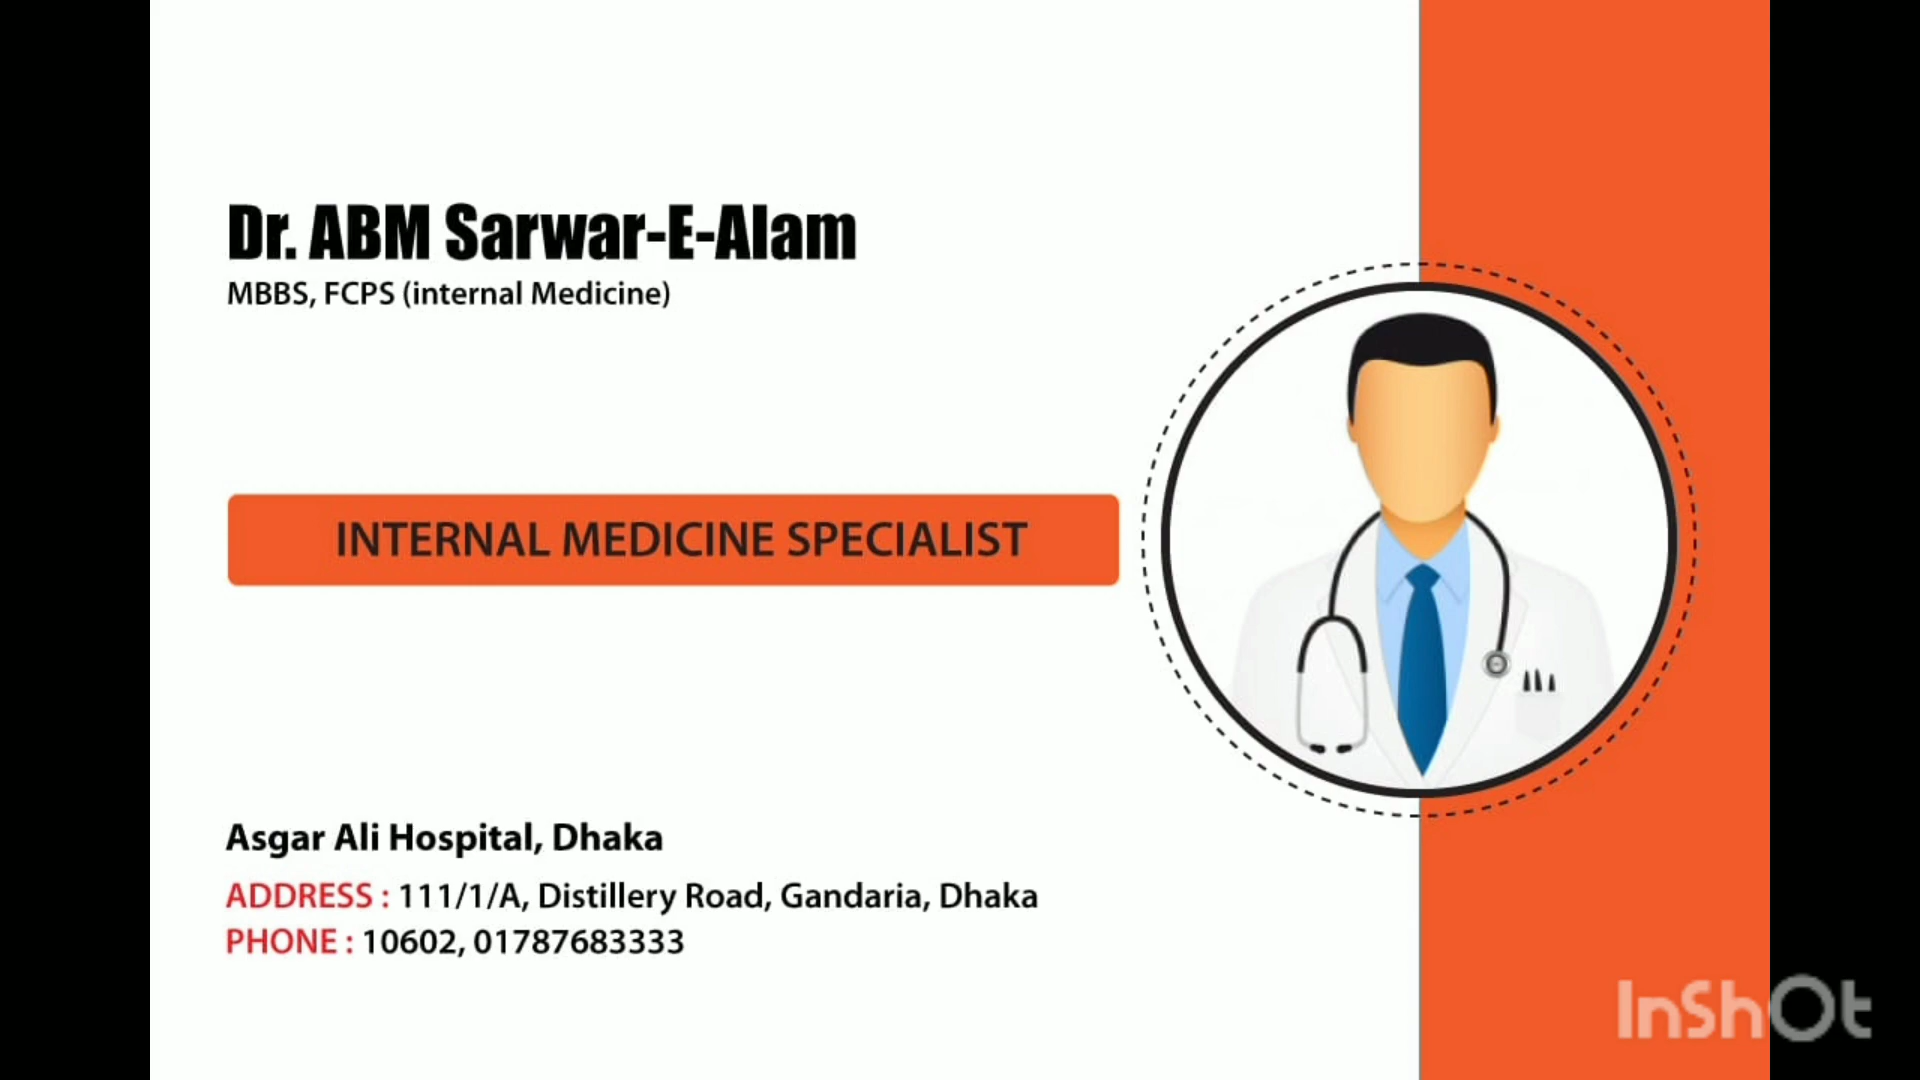 Dr. ABM Sarwar-E-Alam
MBBS, FCPS (internal Medicine)
INTERNAL MEDICINE SPECIALIST
Asgar Ali Hospital, Dhaka
ADDRESS : 111/1/A, Distillery Road, Gandaria, Dhaka
PHONE : 10602, 01787683333
InShOt